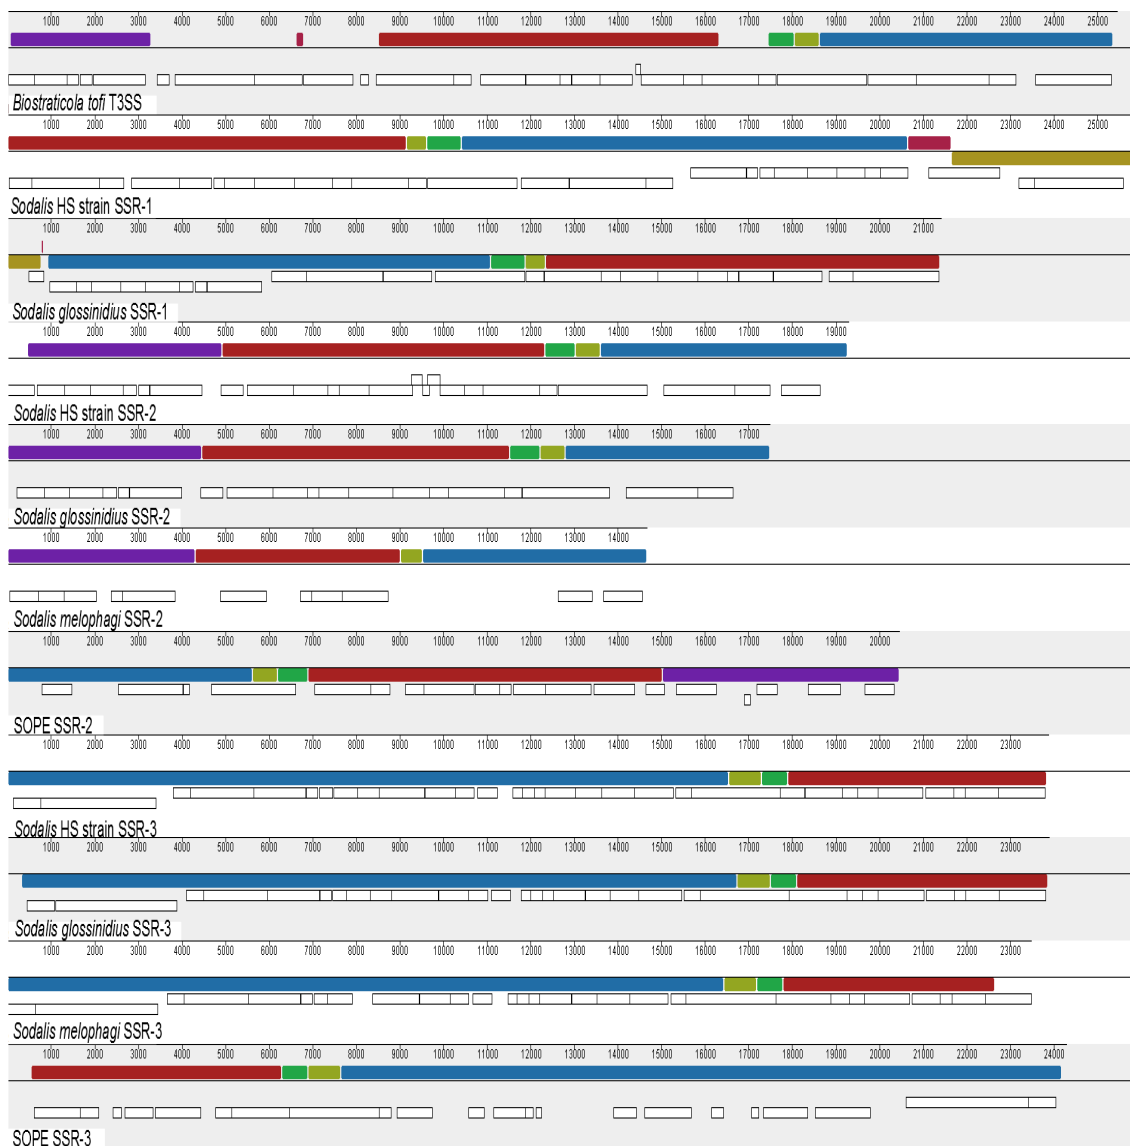 1000 2000 3000 4000 5000 6000 7000 8000 9000 10000 11000 12000 13000 14000 15000 16000 17000 18000 19000 20000 21000 22000 23000 24000 25000
Biostraticola tofi T3SS
1000 2000 3000 4000 5000 6000 7000 8000 9000 10000 11000 12000 13000 14000 15000 16000 17000 18000 19000 20000 21000 22000 23000 24000 25000
Sodalis HS strain SSR-1
1000 2000 3000 4000 5000 6000 7000 8000 9000 10000 11000 12000 13000 14000 15000 16000 17000 18000 19000 20000 21000
Sodalis glossinidius SSR-1
1000 2000 3000 4000 5000 6000 7000 8000 9000 10000 11000 12000 13000 14000 15000 16000 17000 18000 19000
Sodalis HS strain SSR-2
1000 2000 3000 4000 5000 6000 7000 8000 9000 10000 11000 12000 13000 14000 15000 16000 17000
Sodalis glossinidius SSR-2
1000 2000 3000 4000 5000 6000 7000 8000 9000 10000 11000 12000 13000 14000
Sodalis melophagi SSR-2
1000 2000 3000 4000 5000 6000 7000 8000 9000 10000 11000 12000 13000 14000 15000 16000 17000 18000 19000 20000
SOPE SSR-2
1000 2000 3000 4000 5000 6000 7000 8000 9000 10000 11000 12000 13000 14000 15000 16000 17000 18000 19000 20000 21000 22000 23000
Sodalis HS strain SSR-3
1000 2000 3000 4000 5000 6000 7000 8000 9000 10000 11000 12000 13000 14000 15000 16000 17000 18000 19000 20000 21000 22000 23000
Sodalis glossinidius SSR-3
1000 2000 3000 4000 5000 6000 7000 8000 9000 10000 11000 12000 13000 14000 15000 16000 17000 18000 19000 20000 21000 22000 23000
Sodalis melophagi SSR-3
1000 2000 3000 4000 5000 6000 7000 8000 9000 10000 11000 12000 13000 14000 15000 16000 17000 18000 19000 20000 21000 22000 23000 24000
SOPE SSR-3